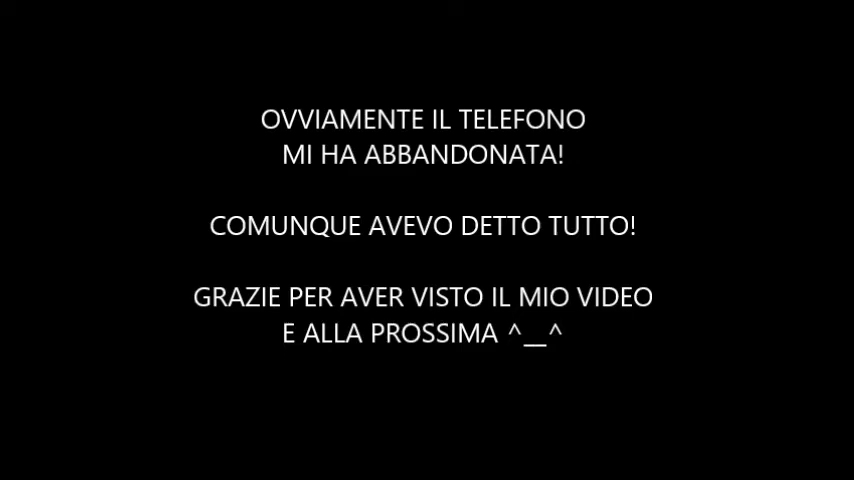 OVVIAMENTE IL TELEFONO
MI HA ABBANDONATA!
COMUNQUE AVEVO DETTO TUTTO!
GRAZIE PER AVER VISTO IL MIO VIDEO
E ALLA PROSSIMA ^__^